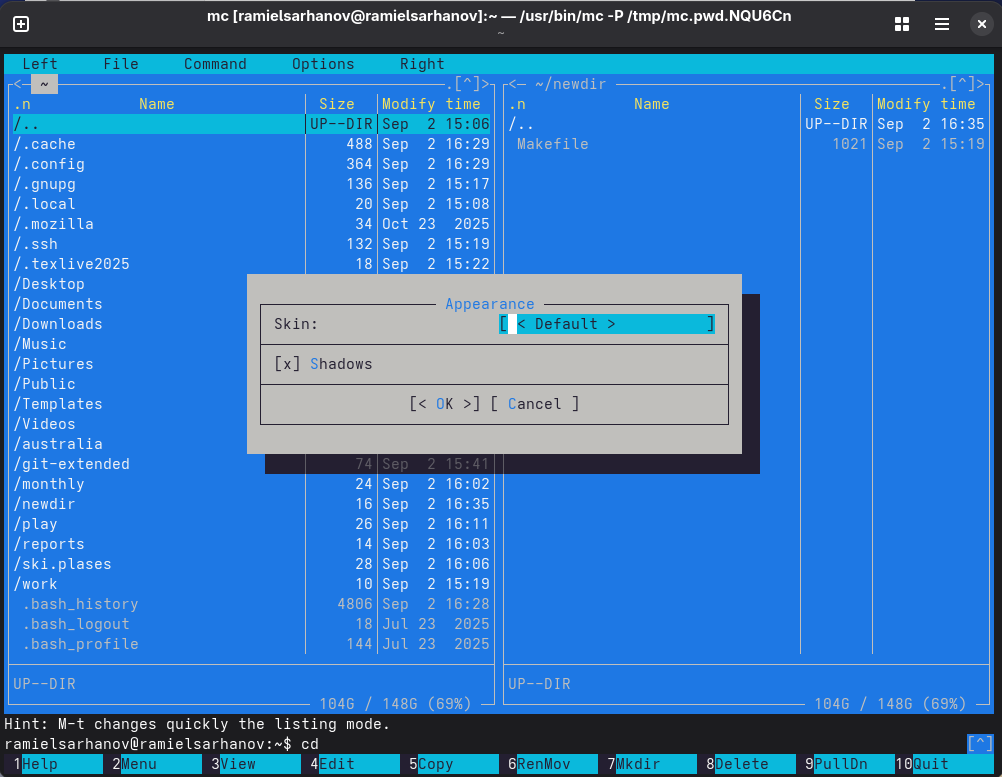 mc [ramielsarhanov@ramielsarhanov]:~ — /usr/bin/mc -P /tmp/mc.pwd.NQU6Cn
~
Left File Command Options Right
<─ ~ .[^]> <─ ~/newdir .[^]>
.n Name Size Modify time .n Name Size Modify time
/.. UP--DIR Sep 2 15:06 /.. UP--DIR Sep 2 16:35
/.cache 488 Sep 2 16:29 Makefile 1021 Sep 2 15:19
/.config 364 Sep 2 16:29
/.gnupg 136 Sep 2 15:17
/.local 20 Sep 2 15:08
/.mozilla 34 Oct 23 2025
/.ssh 132 Sep 2 15:19
/.texlive2025 18 Sep 2 15:22
/Desktop
/Documents Appearance
/Downloads Skin: [ < Default > ]
/Music
/Pictures [x] Shadows
/Public
/Templates [< OK >] [ Cancel ]
/Videos
/australia
/git-extended 74 Sep 2 15:41
/monthly 24 Sep 2 16:02
/newdir 16 Sep 2 16:35
/play 26 Sep 2 16:11
/reports 14 Sep 2 16:03
/ski.plases 28 Sep 2 16:06
/work 10 Sep 2 15:19
.bash_history 4806 Sep 2 16:28
.bash_logout 18 Jul 23 2025
.bash_profile 144 Jul 23 2025
UP--DIR UP--DIR
104G / 148G (69%) 104G / 148G (69%)
Hint: M-t changes quickly the listing mode.
ramielsarhanov@ramielsarhanov:~$ cd [^]
1Help 2Menu 3View 4Edit 5Copy 6RenMov 7Mkdir 8Delete 9PullDn 10Quit